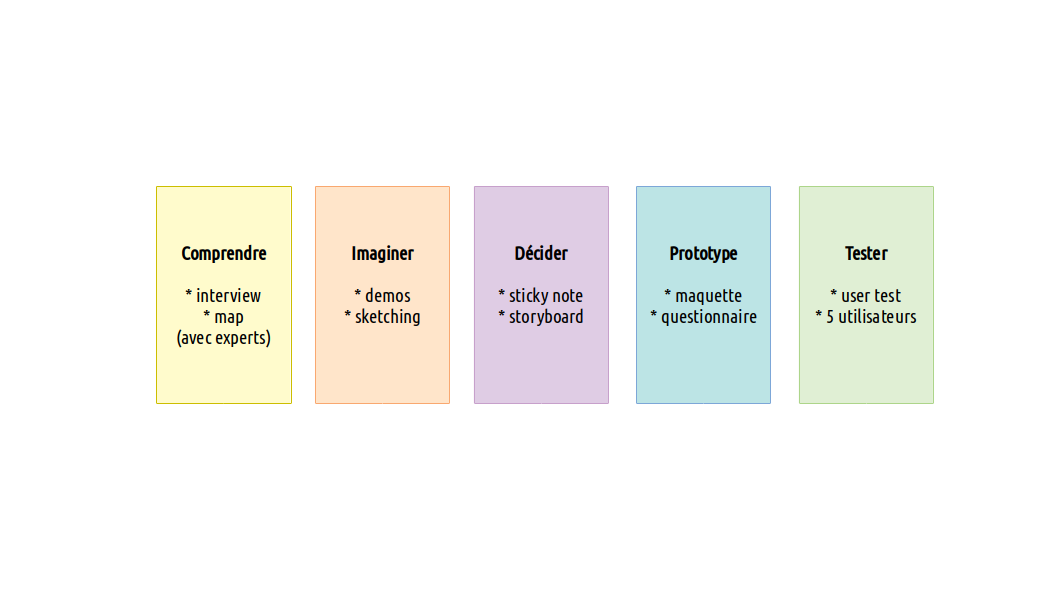 Comprendre
* interview
* map
(avec experts)
Imaginer
* demos
* sketching
Décider
* sticky note
* storyboard
Prototype
* maquette
* questionnaire
Tester
* user test
* 5 utilisateurs